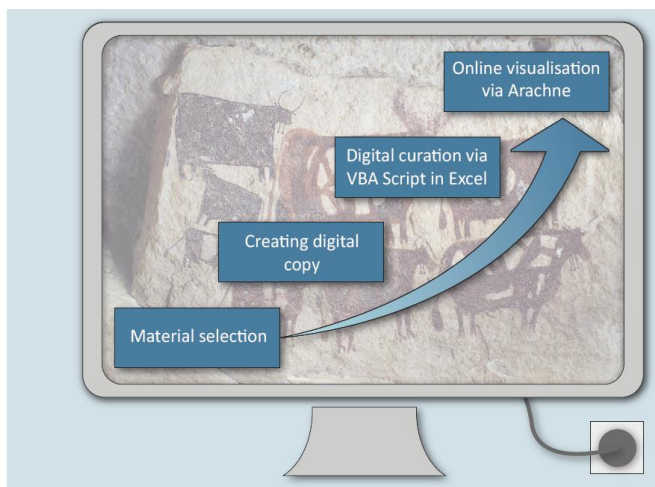 Online visualisation
via Arachne
Digital curation via
VBA Script in Excel
Creating digital
copy
Material selection